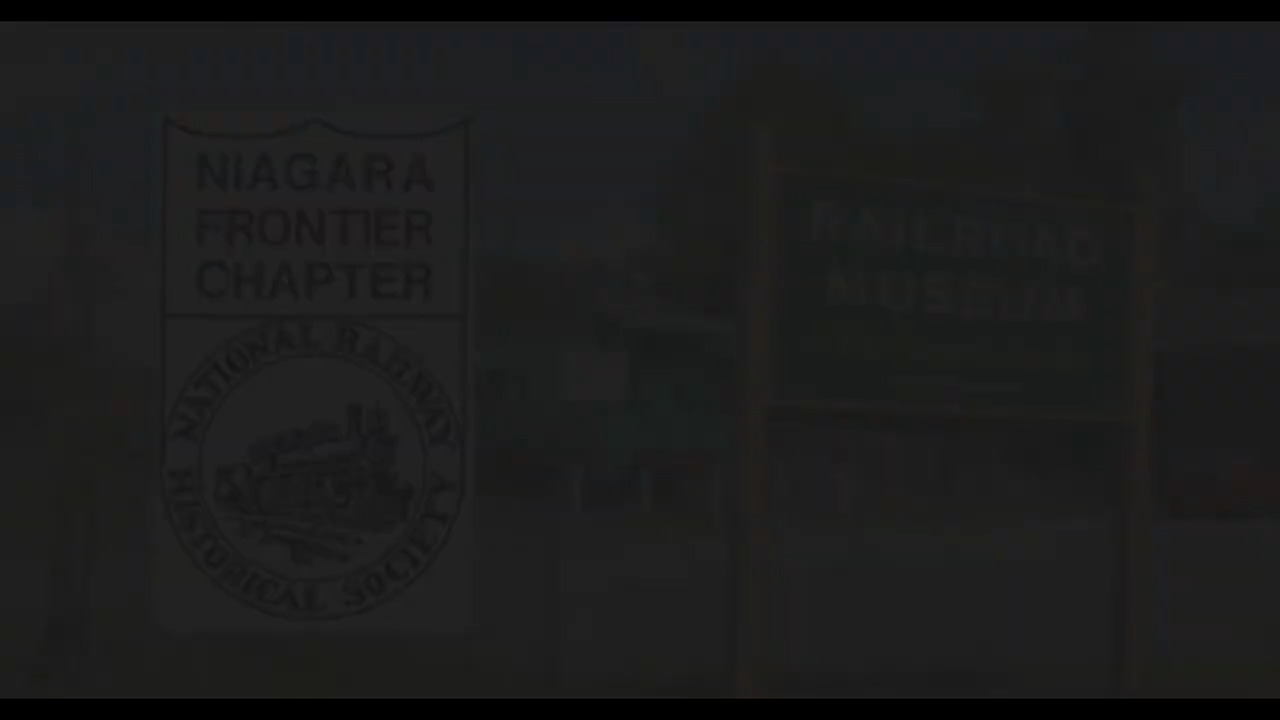 NIAGARA
FRONTIER
CHAPTER
NATIONAL RAILWAY
HISTORICAL SOCIETY
RAILROAD
MUSEUM